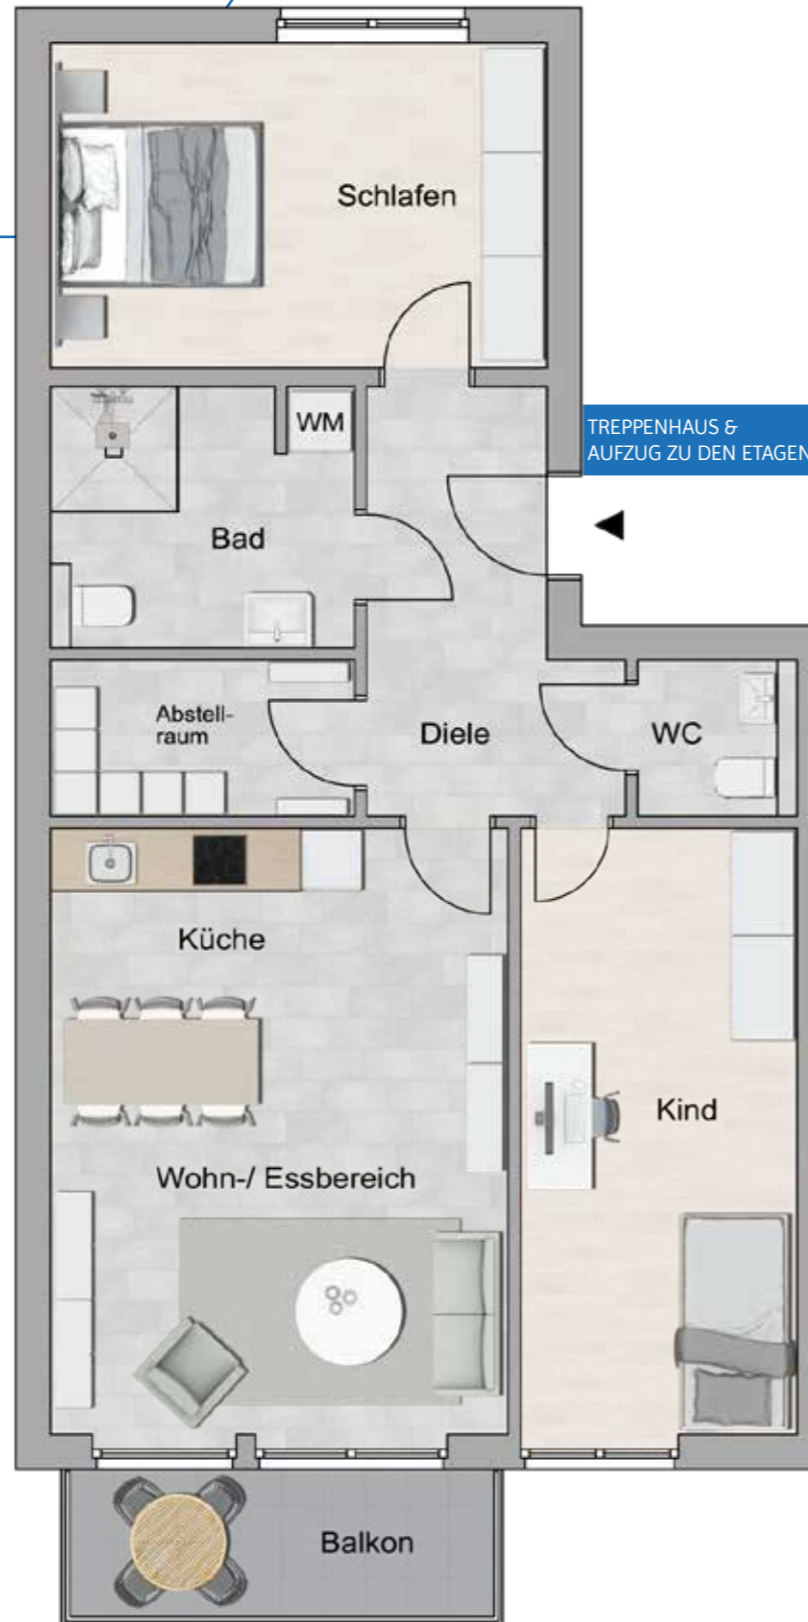 Schlafen
WM
TREPPENHAUS &
AUFZUG ZU DEN ETAGEN
Bad
Abstell-
raum
Diele
WC
Küche
Kind
Wohn-/ Essbereich
Balkon